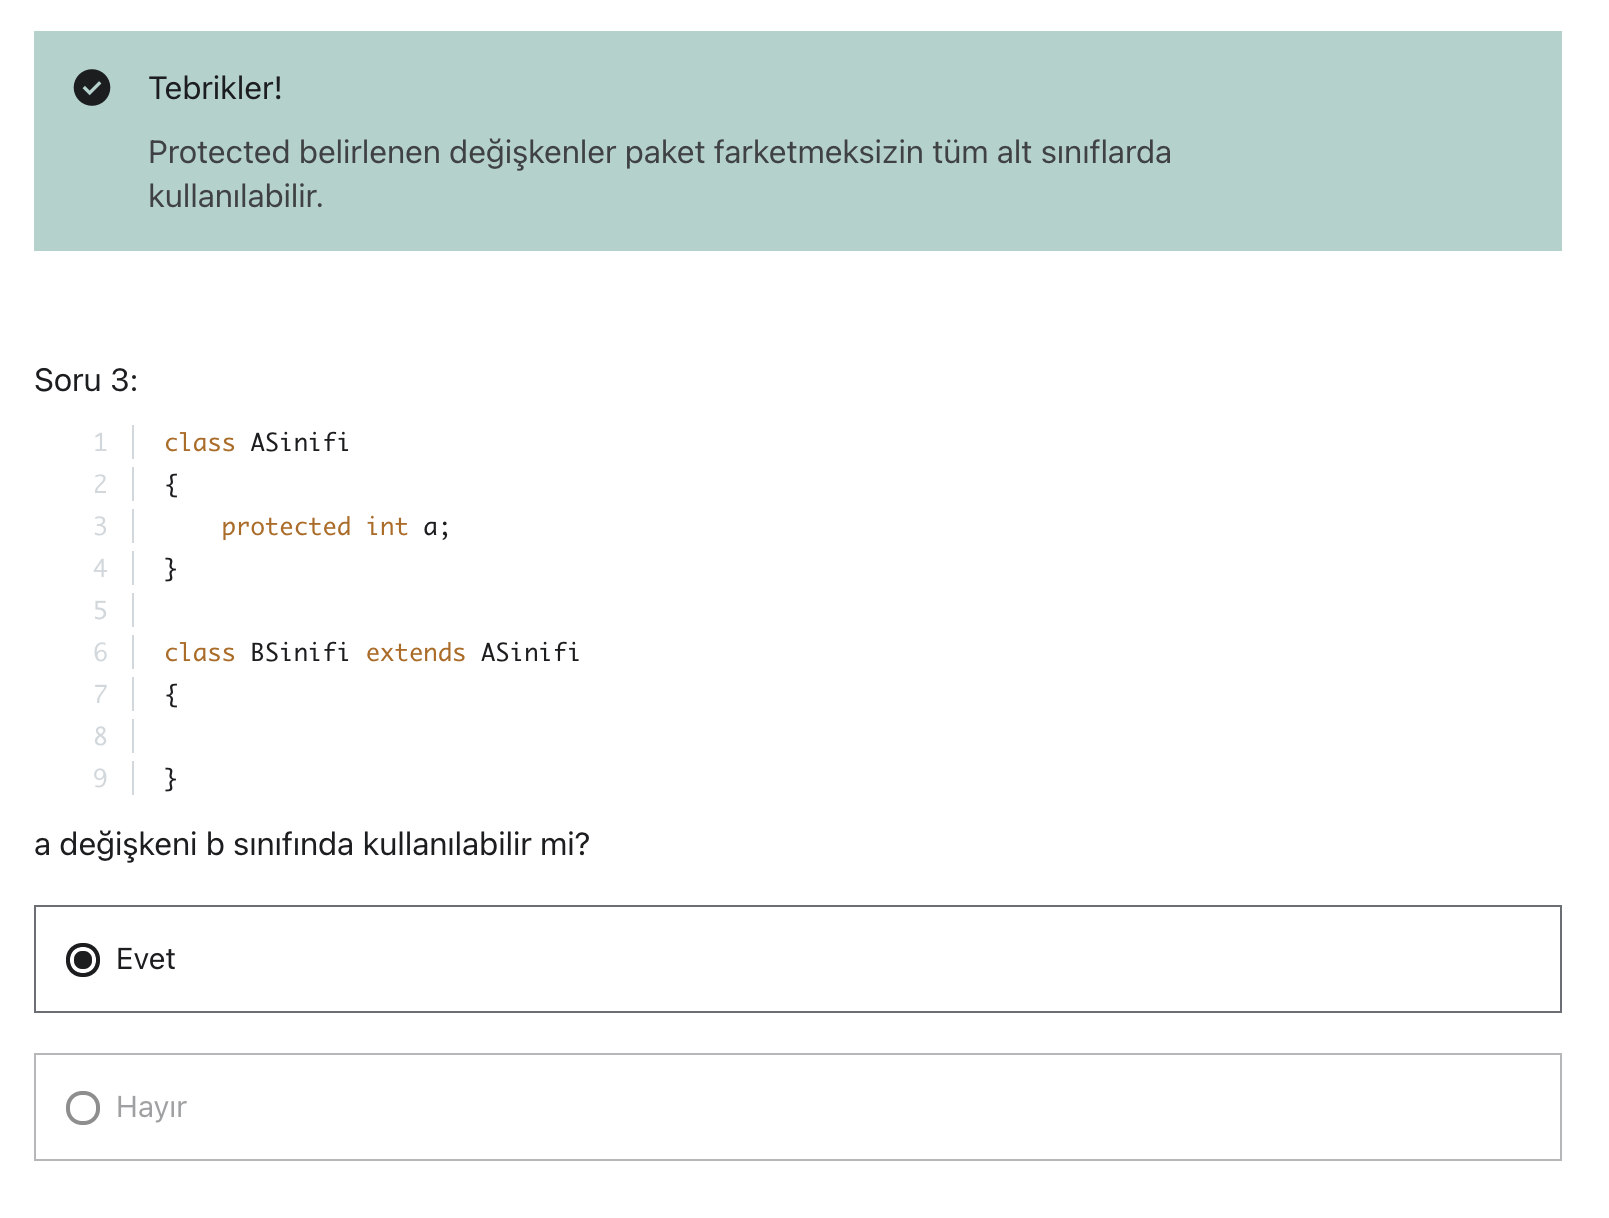 Tebrikler!
Protected belirlenen değişkenler paket farketmeksizin tüm alt sınıflarda
kullanılabilir.
Soru 3:
1 class ASinifi
2 {
3     protected int a;
4 }
5
6 class BSinifi extends ASinifi
7 {
8
9 }
a değişkeni b sınıfında kullanılabilir mi?
Evet
Hayır